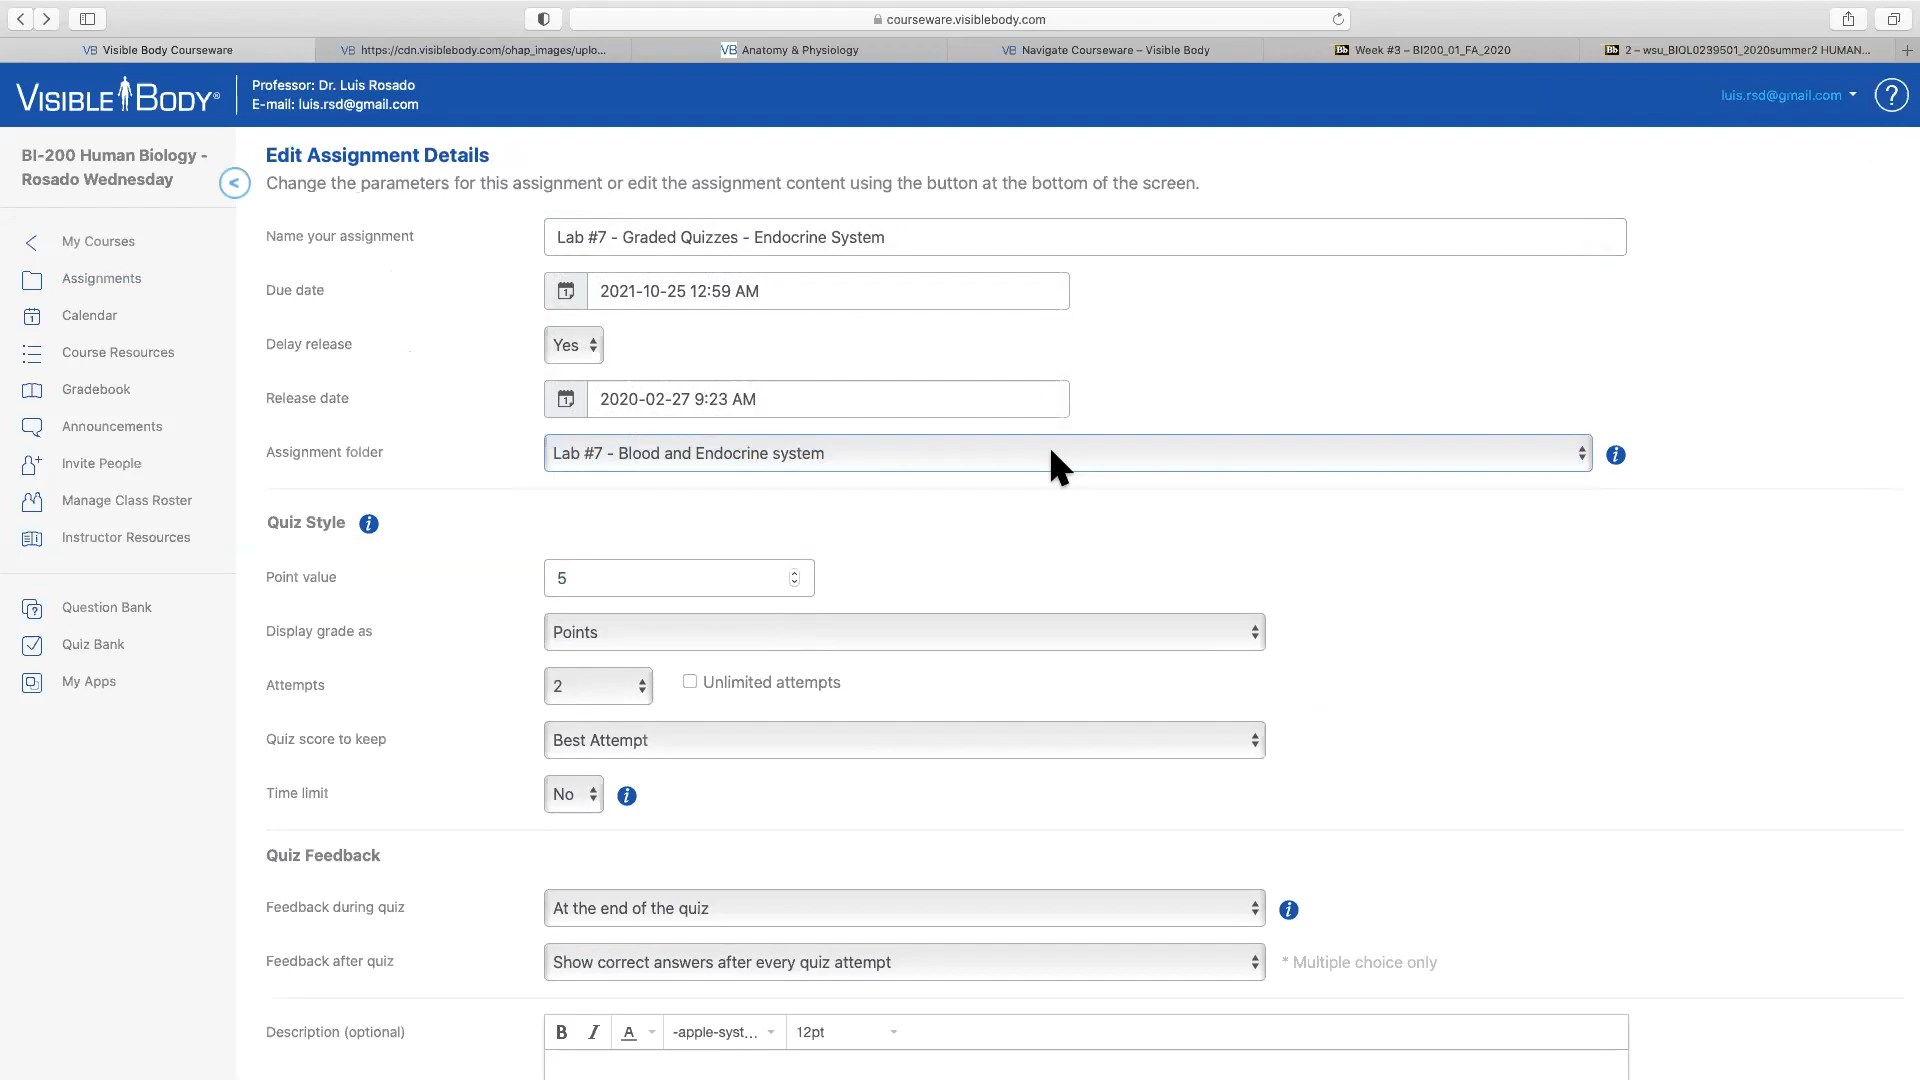 courseware.visiblebody.com
VB Visible Body Courseware
VB https://cdn.visiblebody.com/ohap_images/uplo...
VB Anatomy & Physiology
VB Navigate Courseware – Visible Body
Bb Week #3 – BI200_01_FA_2020
Bb 2 – wsu_BIOL0239501_2020summer2 HUMAN...
VISIBLE BODY®
Professor: Dr. Luis Rosado
E-mail: luis.rsd@gmail.com
luis.rsd@gmail.com
?
BI-200 Human Biology -
Rosado Wednesday
<
My Courses
Assignments
Calendar
Course Resources
Gradebook
Announcements
Invite People
Manage Class Roster
Instructor Resources
Question Bank
Quiz Bank
My Apps
Edit Assignment Details
Change the parameters for this assignment or edit the assignment content using the button at the bottom of the screen.
Name your assignment
Lab #7 - Graded Quizzes - Endocrine System
Due date
2021-10-25 12:59 AM
Delay release
Yes
Release date
2020-02-27 9:23 AM
Assignment folder
Lab #7 - Blood and Endocrine system
i
Quiz Style i
Point value
5
Display grade as
Points
Attempts
2
Unlimited attempts
Quiz score to keep
Best Attempt
Time limit
No
i
Quiz Feedback
Feedback during quiz
At the end of the quiz
i
Feedback after quiz
Show correct answers after every quiz attempt
* Multiple choice only
Description (optional)
B I A -apple-syst... 12pt